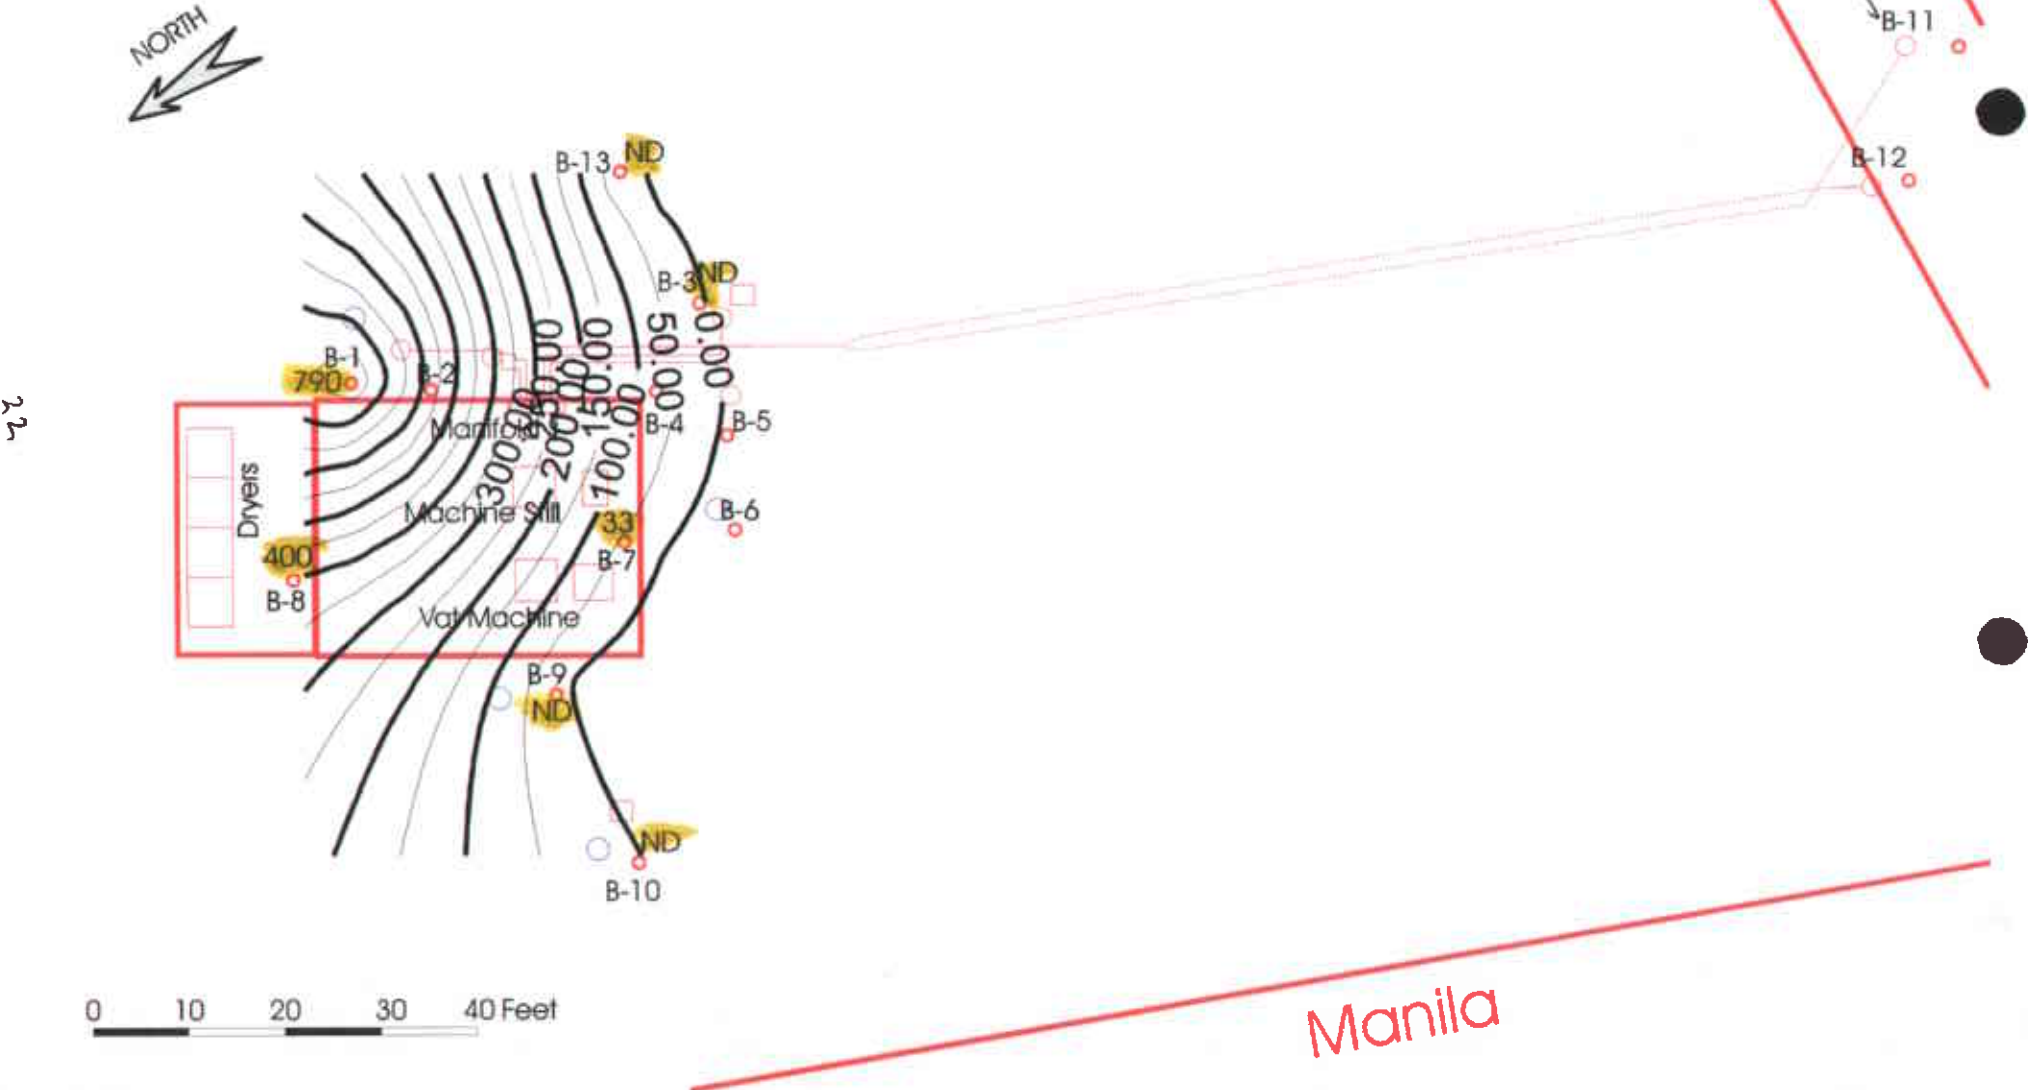 NORTH
B-11
B-12
B-13 ND
B-3 ND
B-1
790
B-2
50.00
0.00
250.00
150.00
300.00
200.00
100.00
B-4
B-5
Manifold
Dryers
Machine Still
33
B-6
B-7
400
B-8
Vat Machine
B-9
ND
ND
B-10
22
0 10 20 30 40 Feet
Manila